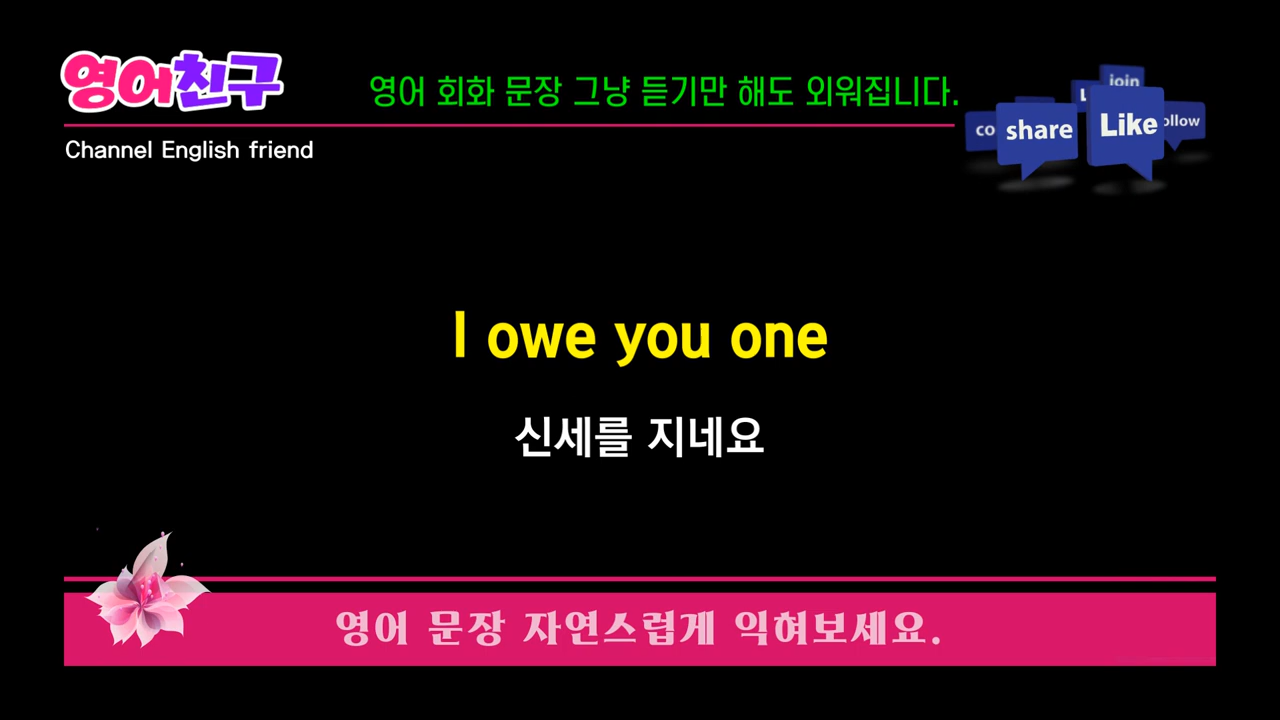 영어친구
영어 회화 문장 그냥 듣기만 해도 외워집니다.
Channel English friend
join
share
Like
I owe you one
신세를 지네요
영어 문장 자연스럽게 익혀보세요.